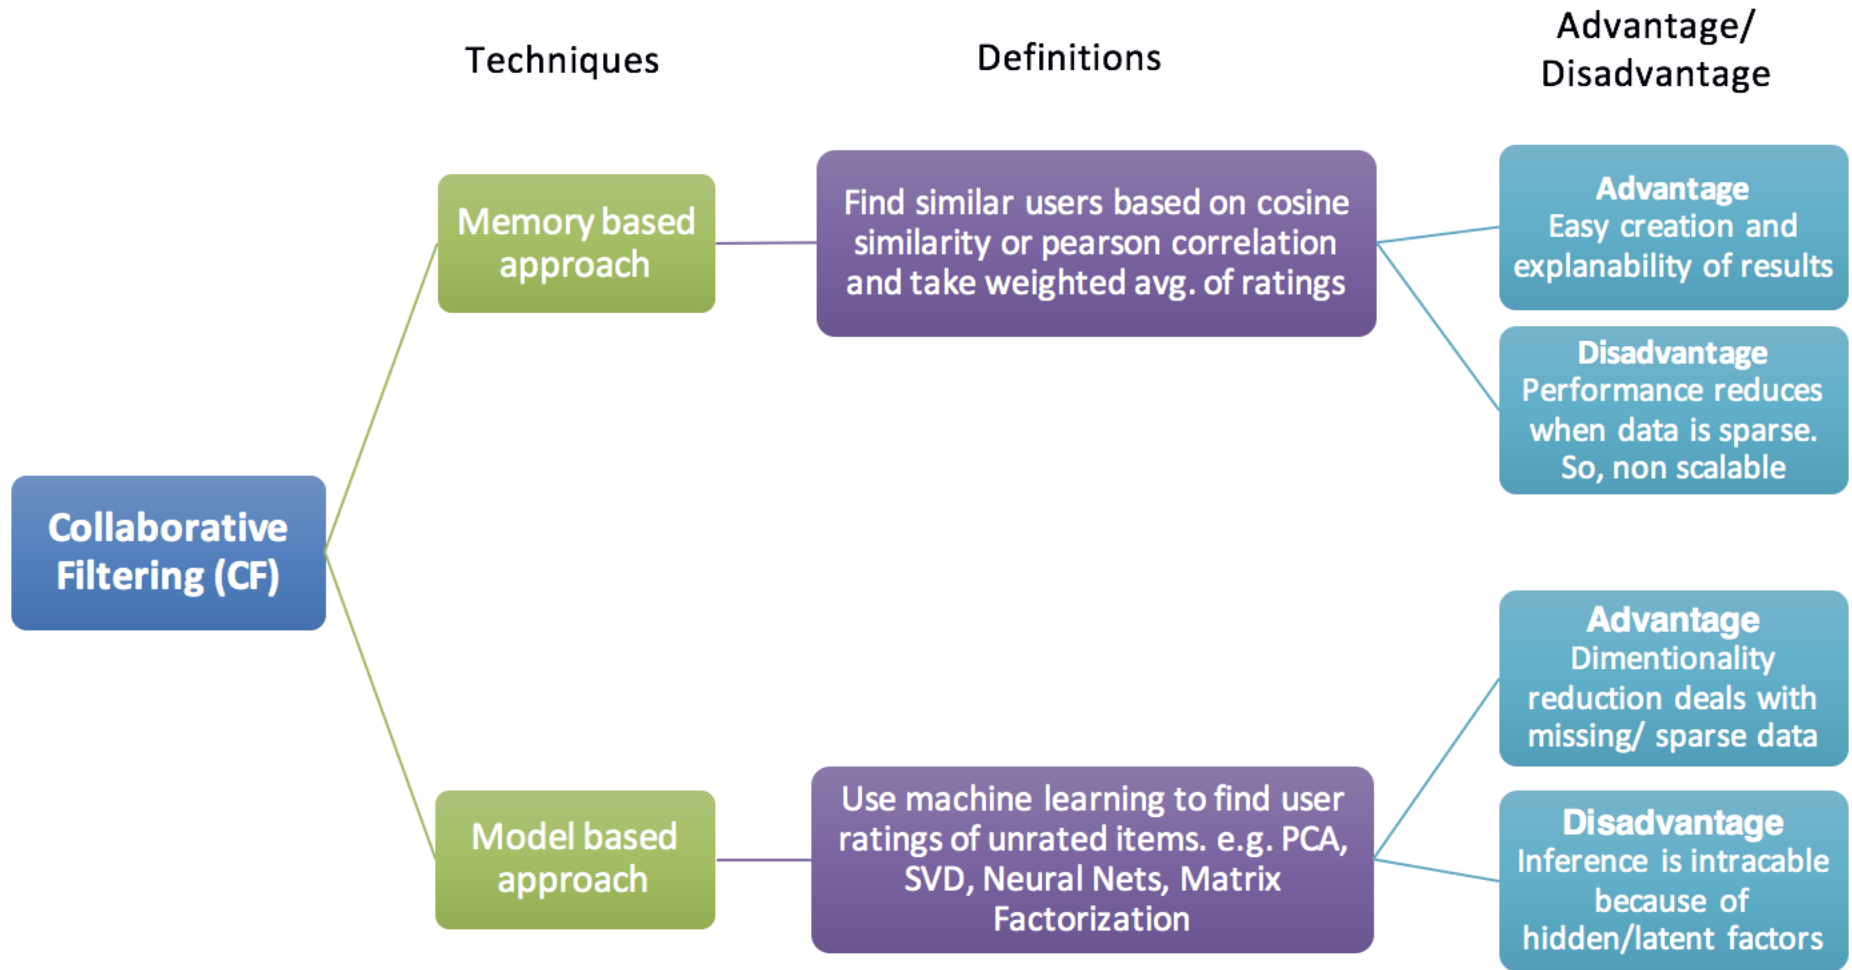 Techniques
Definitions
Advantage/
Disadvantage
Collaborative
Filtering (CF)
Memory based
approach
Find similar users based on cosine
similarity or pearson correlation
and take weighted avg. of ratings
Advantage
Easy creation and
explanability of results
Disadvantage
Performance reduces
when data is sparse.
So, non scalable
Model based
approach
Use machine learning to find user
ratings of unrated items. e.g. PCA,
SVD, Neural Nets, Matrix
Factorization
Advantage
Dimentionality
reduction deals with
missing/ sparse data
Disadvantage
Inference is intracable
because of
hidden/latent factors